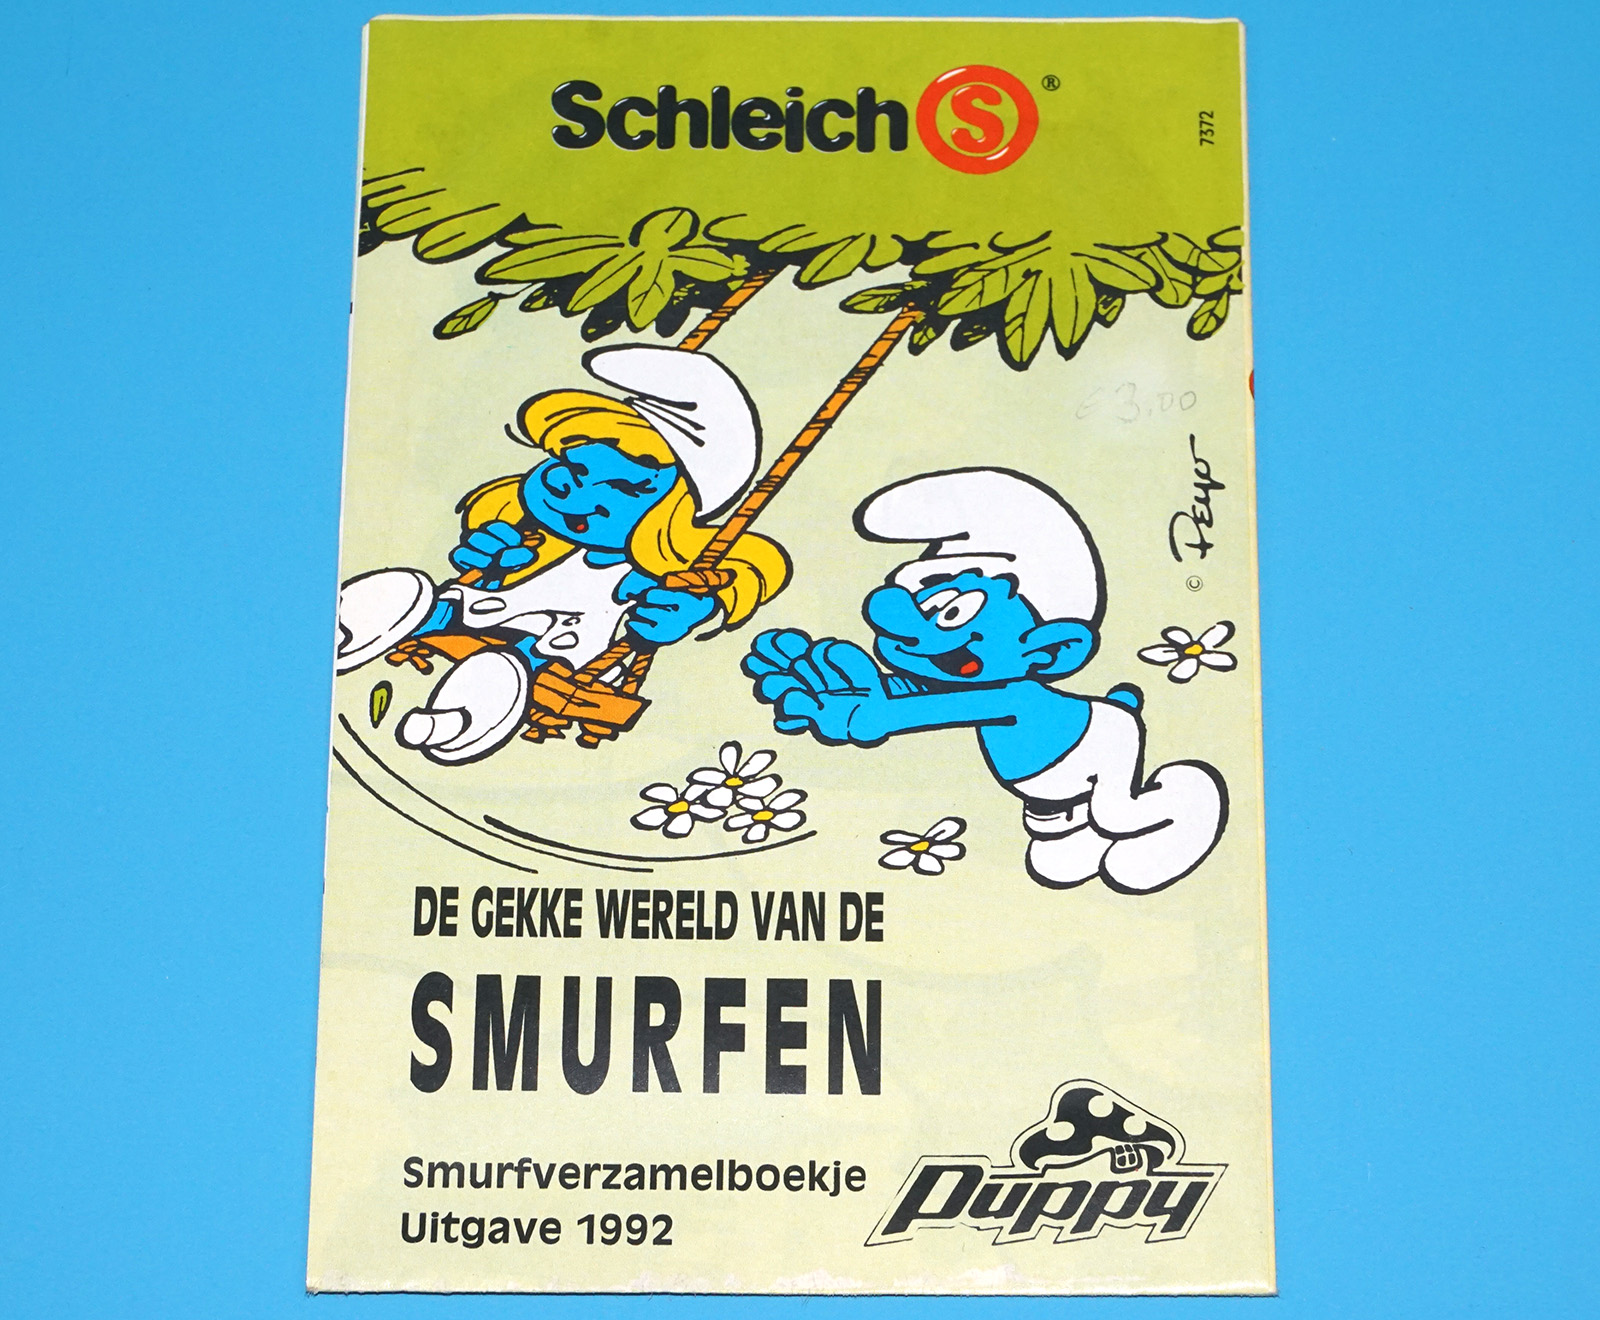 Schleich S ®
7372
€ 3.00
© Peyo
DE GEKKE WERELD VAN DE
SMURFEN
Smurfverzamelboekje
Uitgave 1992
Puppy